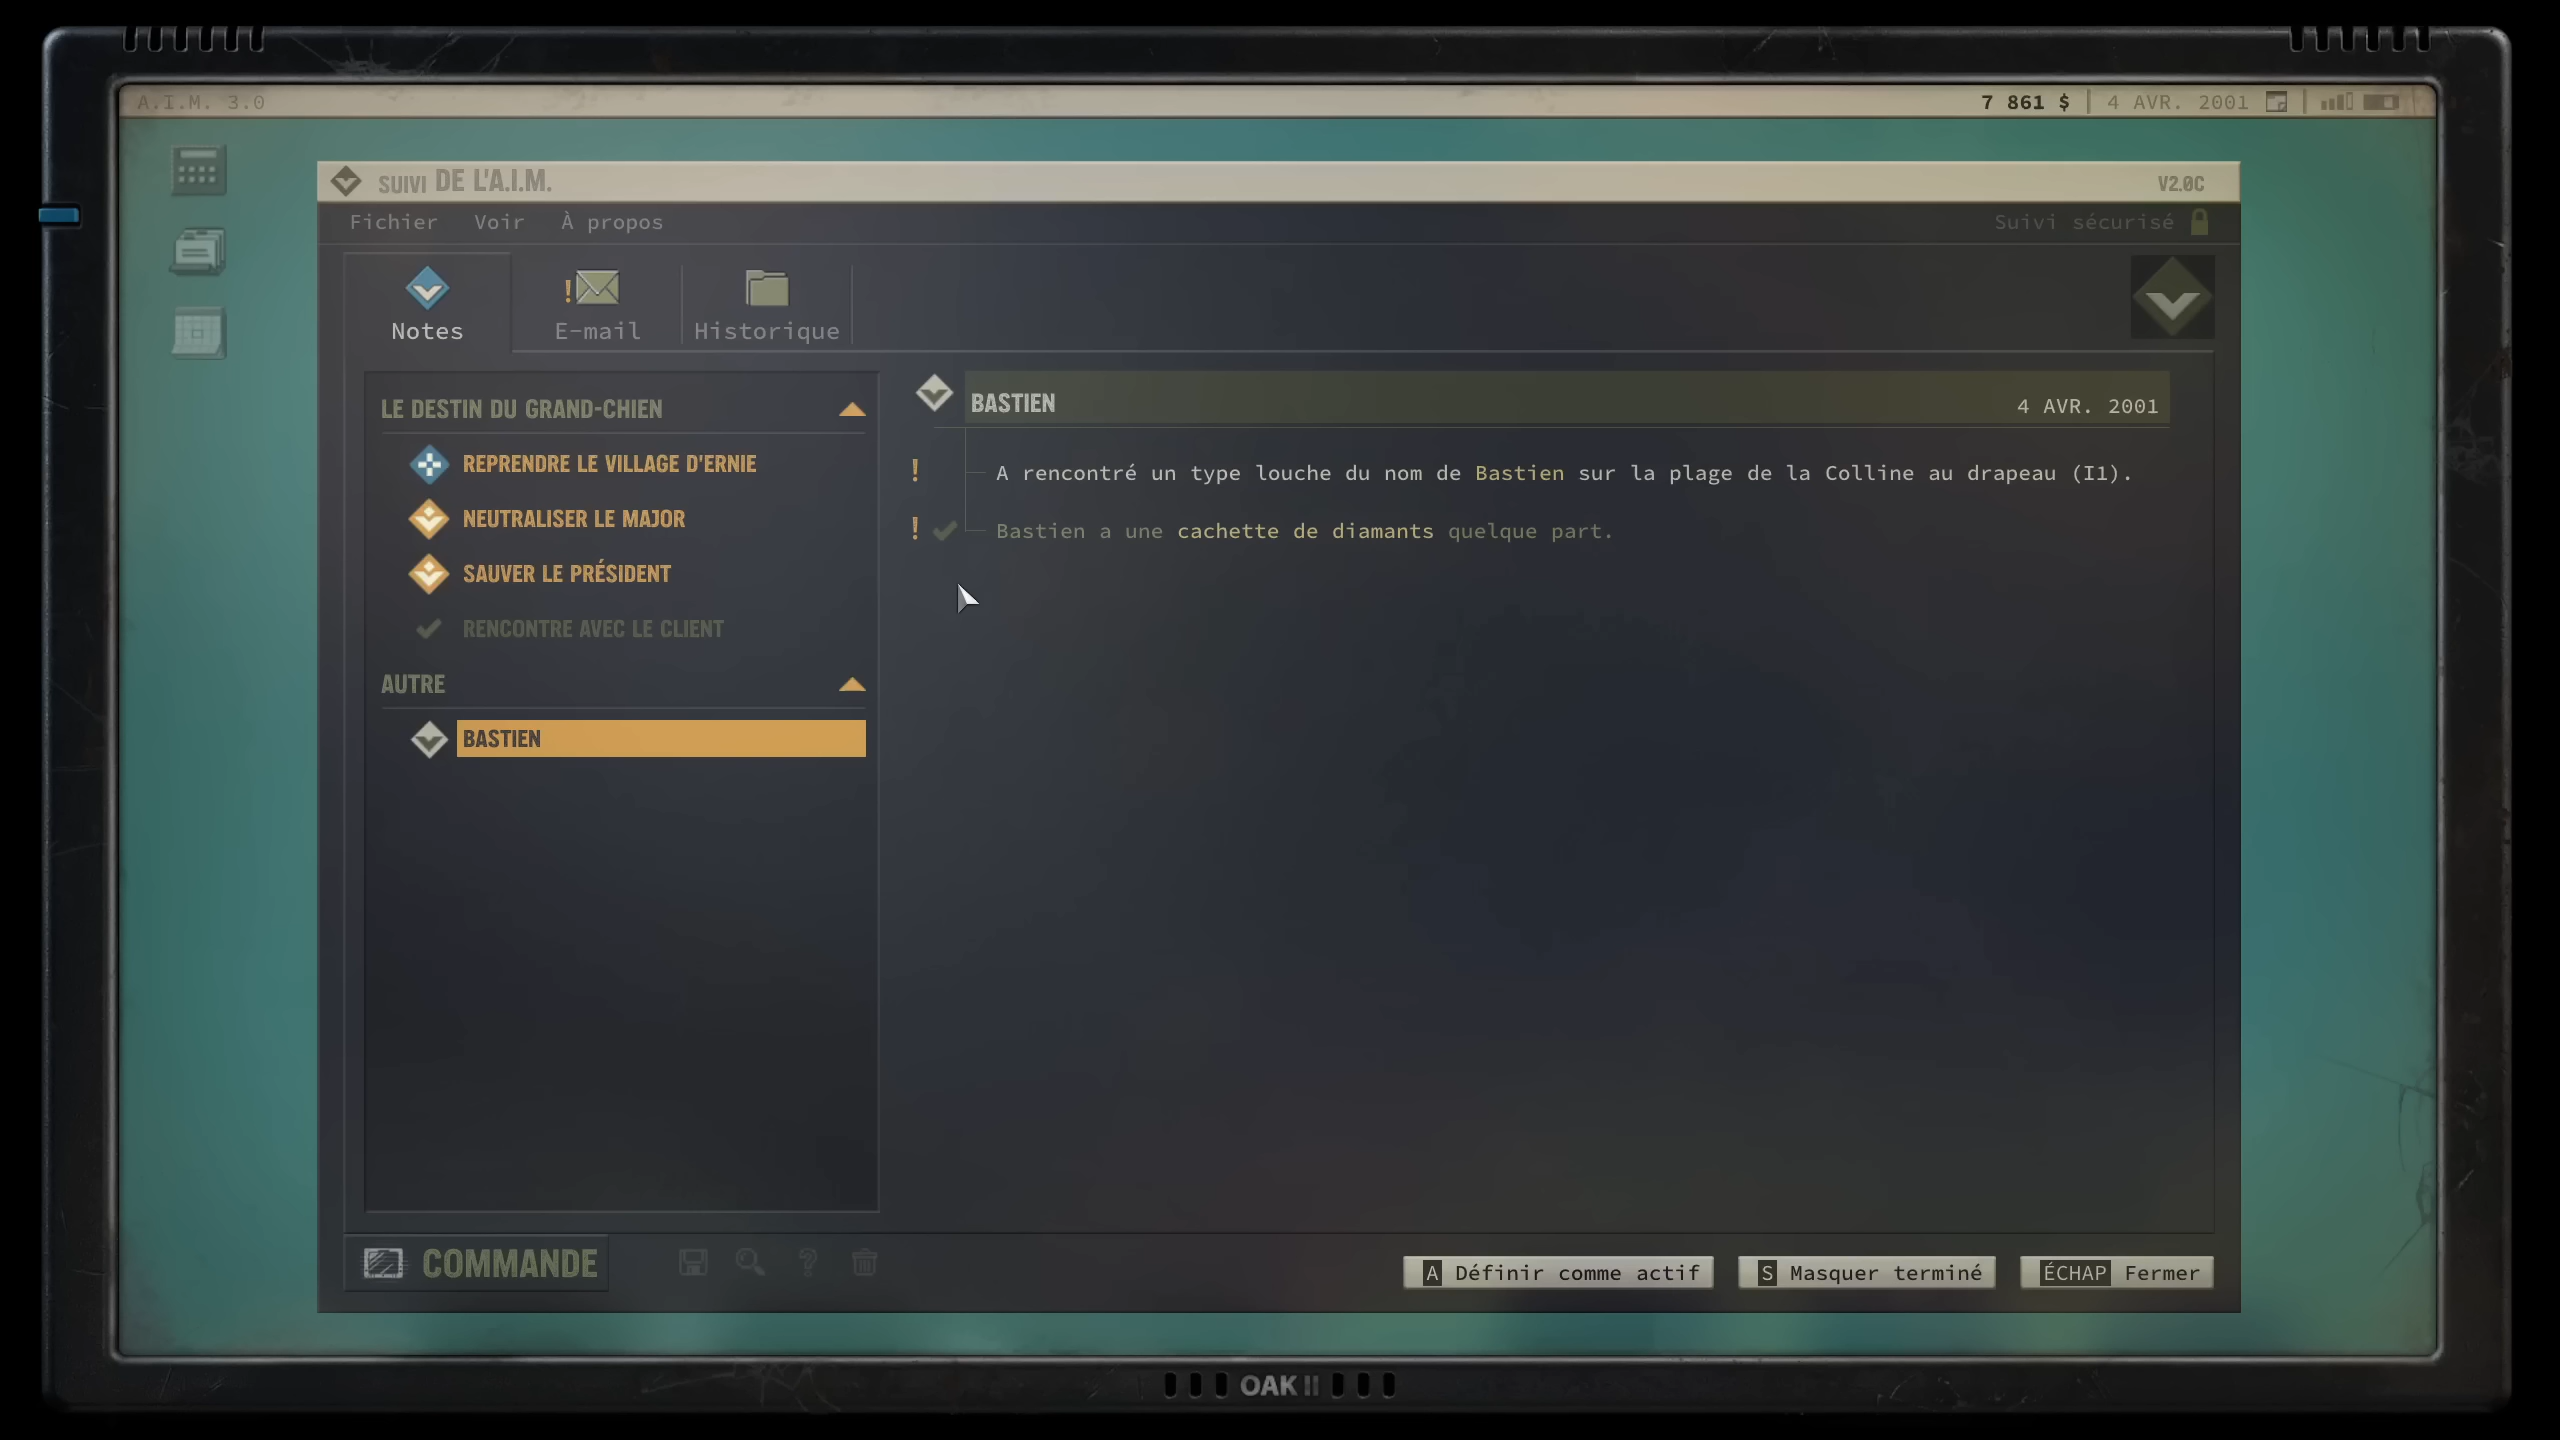 A.I.M. 3.0
7 861 $ 4 AVR. 2001
SUIVI DE L'A.I.M.
V2.0C
Fichier Voir À propos
Suivi sécurisé
Notes ! E-mail Historique
LE DESTIN DU GRAND-CHIEN
REPRENDRE LE VILLAGE D'ERNIE
NEUTRALISER LE MAJOR
SAUVER LE PRÉSIDENT
RENCONTRE AVEC LE CLIENT
AUTRE
BASTIEN
BASTIEN 4 AVR. 2001
! A rencontré un type louche du nom de Bastien sur la plage de la Colline au drapeau (I1).
! Bastien a une cachette de diamants quelque part.
COMMANDE
?
A Définir comme actif S Masquer terminé ÉCHAP Fermer
OAK II